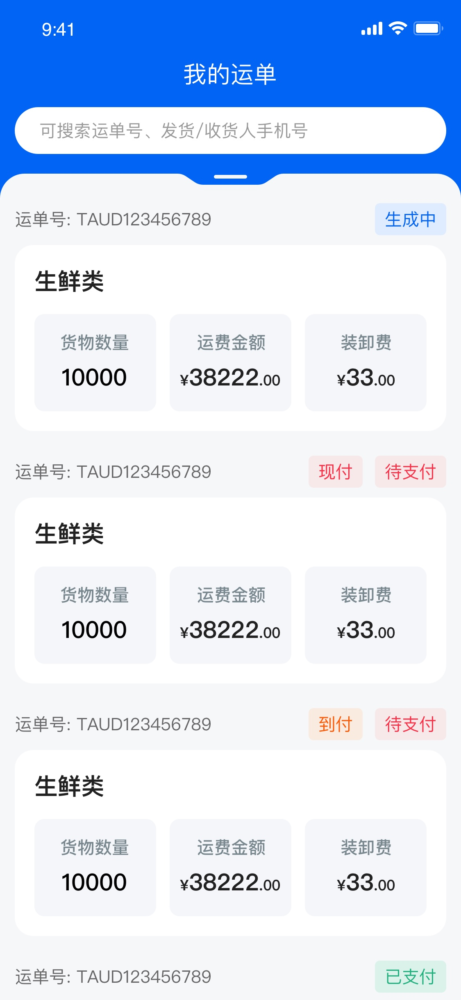 9:41
我的运单
可搜索运单号、发货/收货人手机号
运单号: TAUD123456789 生成中
生鲜类
货物数量 运费金额 装卸费
10000 ¥38222.00 ¥33.00
运单号: TAUD123456789 现付 待支付
生鲜类
货物数量 运费金额 装卸费
10000 ¥38222.00 ¥33.00
运单号: TAUD123456789 到付 待支付
生鲜类
货物数量 运费金额 装卸费
10000 ¥38222.00 ¥33.00
运单号: TAUD123456789 已支付